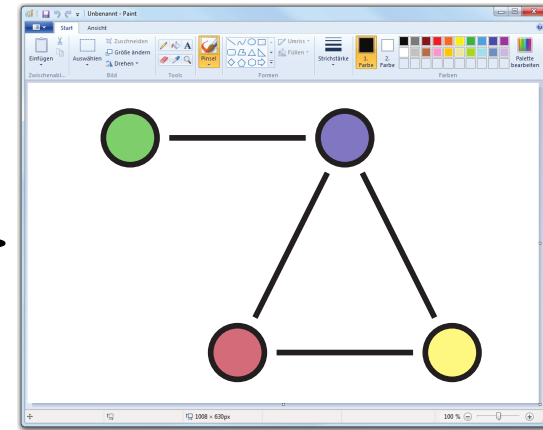 Unbenannt - Paint
Start Ansicht
Einfügen
Auswählen
Zuschneiden
Größe ändern
Drehen
A
Pinsel
Umriss
Füllen
Strichstärke
1. Farbe
2. Farbe
Palette bearbeiten
Zwischenabl... Bild Tools Formen Farben
1008 × 630px 100 %